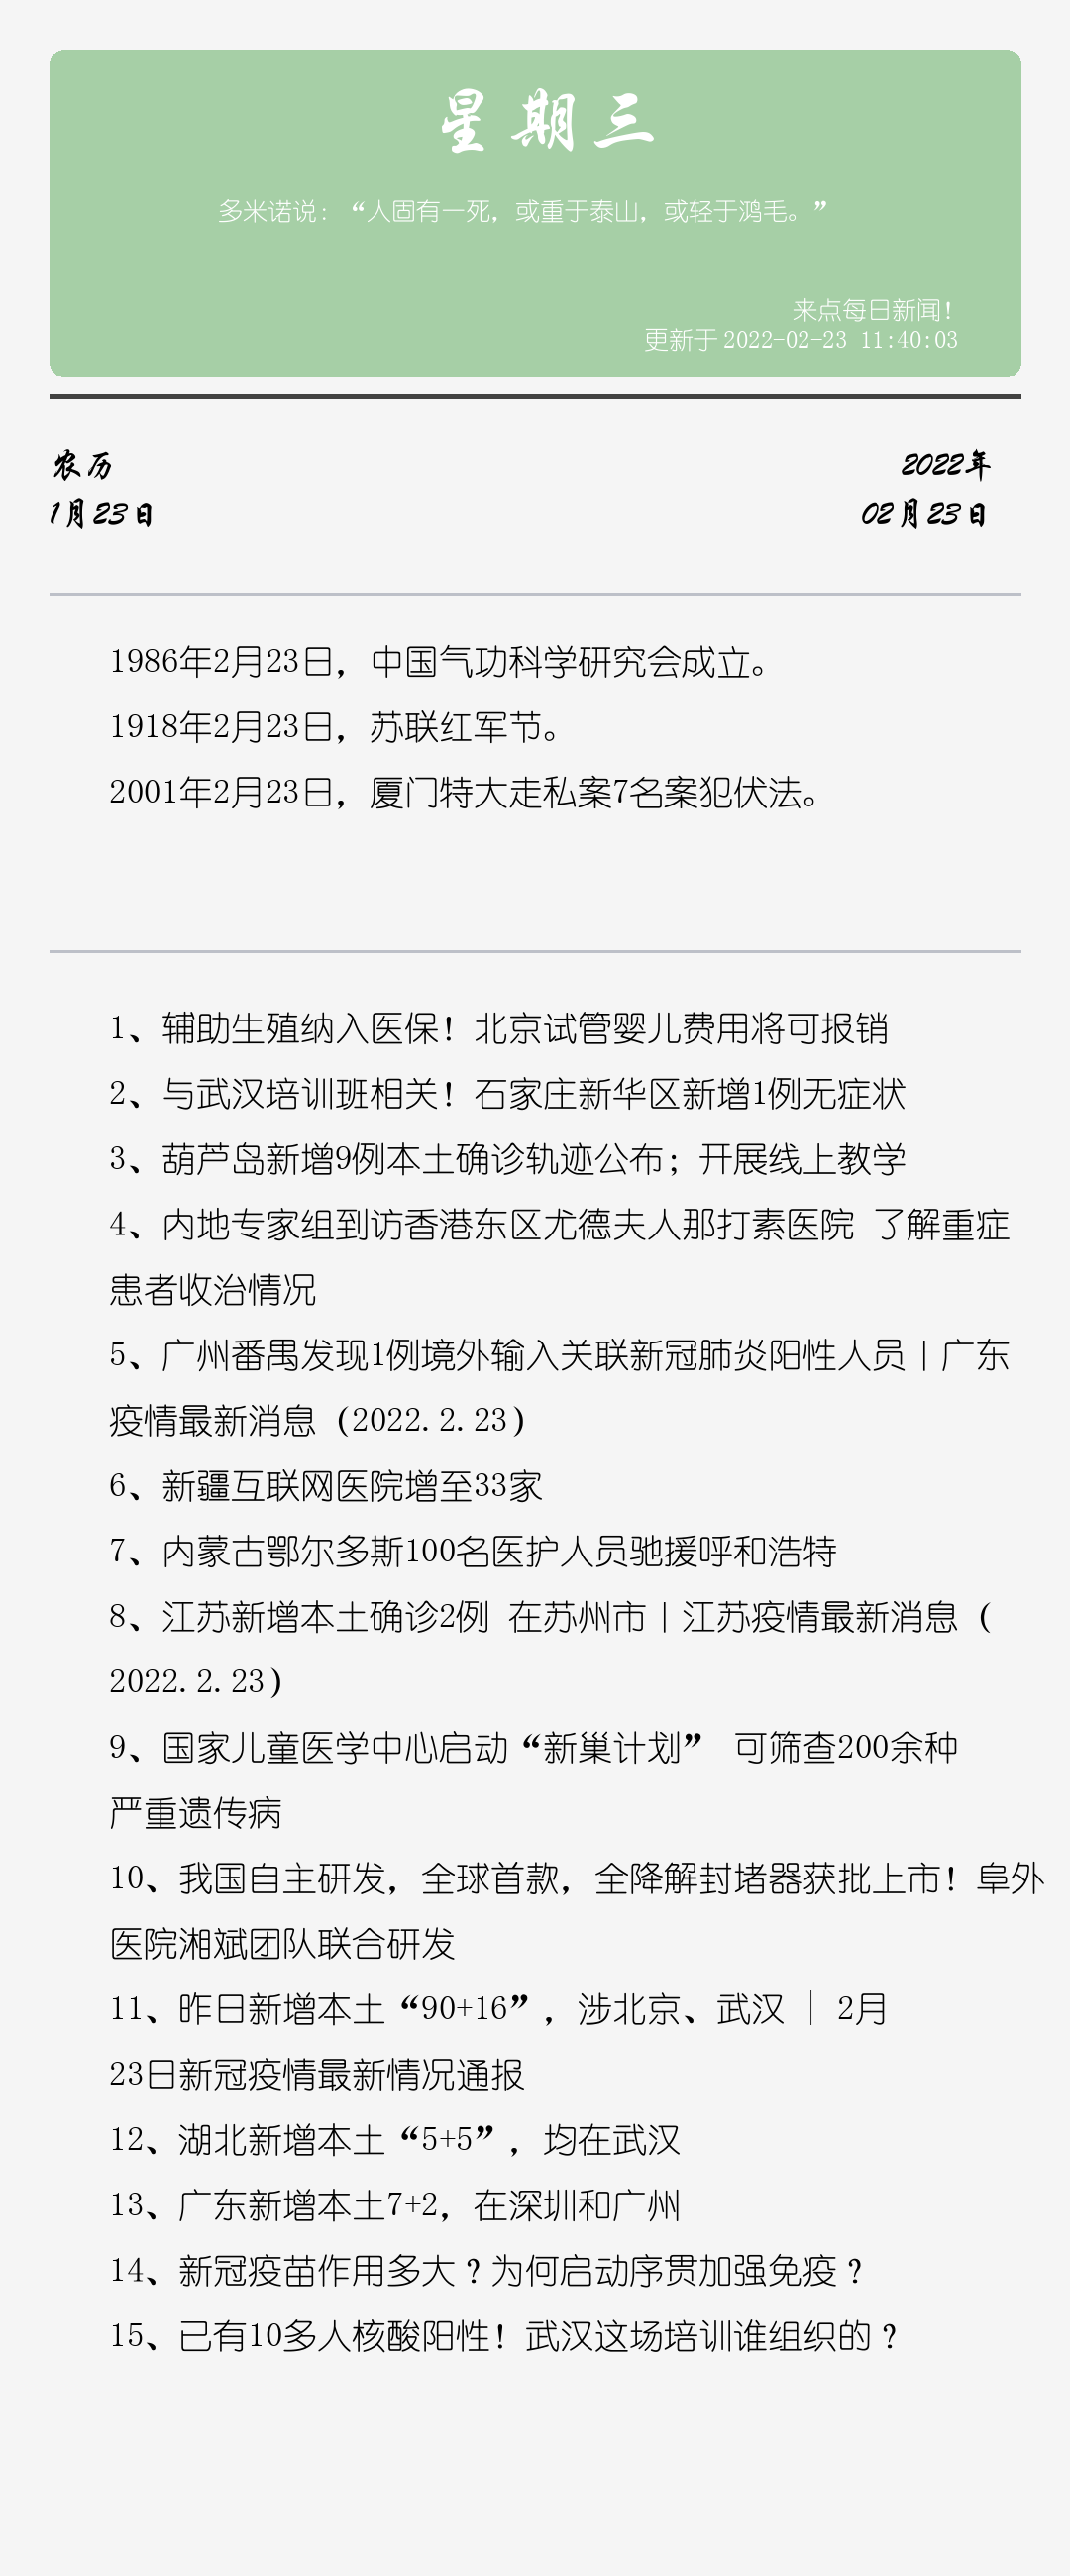 星期三
多米诺说：“人固有一死，或重于泰山，或轻于鸿毛。”
来点每日新闻！
更新于 2022-02-23 11:40:03
农历
2022年
1月23日
02月23日
1986年2月23日，中国气功科学研究会成立。
1918年2月23日，苏联红军节。
2001年2月23日，厦门特大走私案7名案犯伏法。
1、辅助生殖纳入医保！北京试管婴儿费用将可报销
2、与武汉培训班相关！石家庄新华区新增1例无症状
3、葫芦岛新增9例本土确诊轨迹公布；开展线上教学
4、内地专家组到访香港东区尤德夫人那打素医院 了解重症
患者收治情况
5、广州番禺发现1例境外输入关联新冠肺炎阳性人员丨广东
疫情最新消息（2022.2.23）
6、新疆互联网医院增至33家
7、内蒙古鄂尔多斯100名医护人员驰援呼和浩特
8、江苏新增本土确诊2例 在苏州市丨江苏疫情最新消息（
2022.2.23）
9、国家儿童医学中心启动“新巢计划” 可筛查200余种
严重遗传病
10、我国自主研发，全球首款，全降解封堵器获批上市！阜外
医院湘斌团队联合研发
11、昨日新增本土“90+16”，涉北京、武汉 │ 2月
23日新冠疫情最新情况通报
12、湖北新增本土“5+5”，均在武汉
13、广东新增本土7+2，在深圳和广州
14、新冠疫苗作用多大？为何启动序贯加强免疫？
15、已有10多人核酸阳性！武汉这场培训谁组织的？